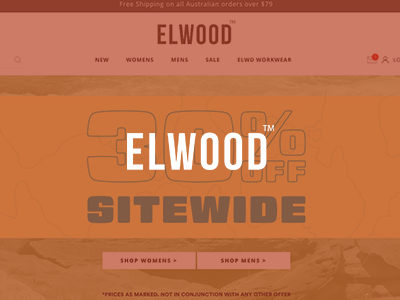 Free Shipping on all Australian orders over $79
ELWOOD™
NEW WOMENS MENS SALE ELWD WORKWEAR
30% OFF
ELWOOD™
SITEWIDE
SHOP WOMENS > SHOP MENS >
*PRICES AS MARKED. NOT IN CONJUNCTION WITH ANY OTHER OFFER